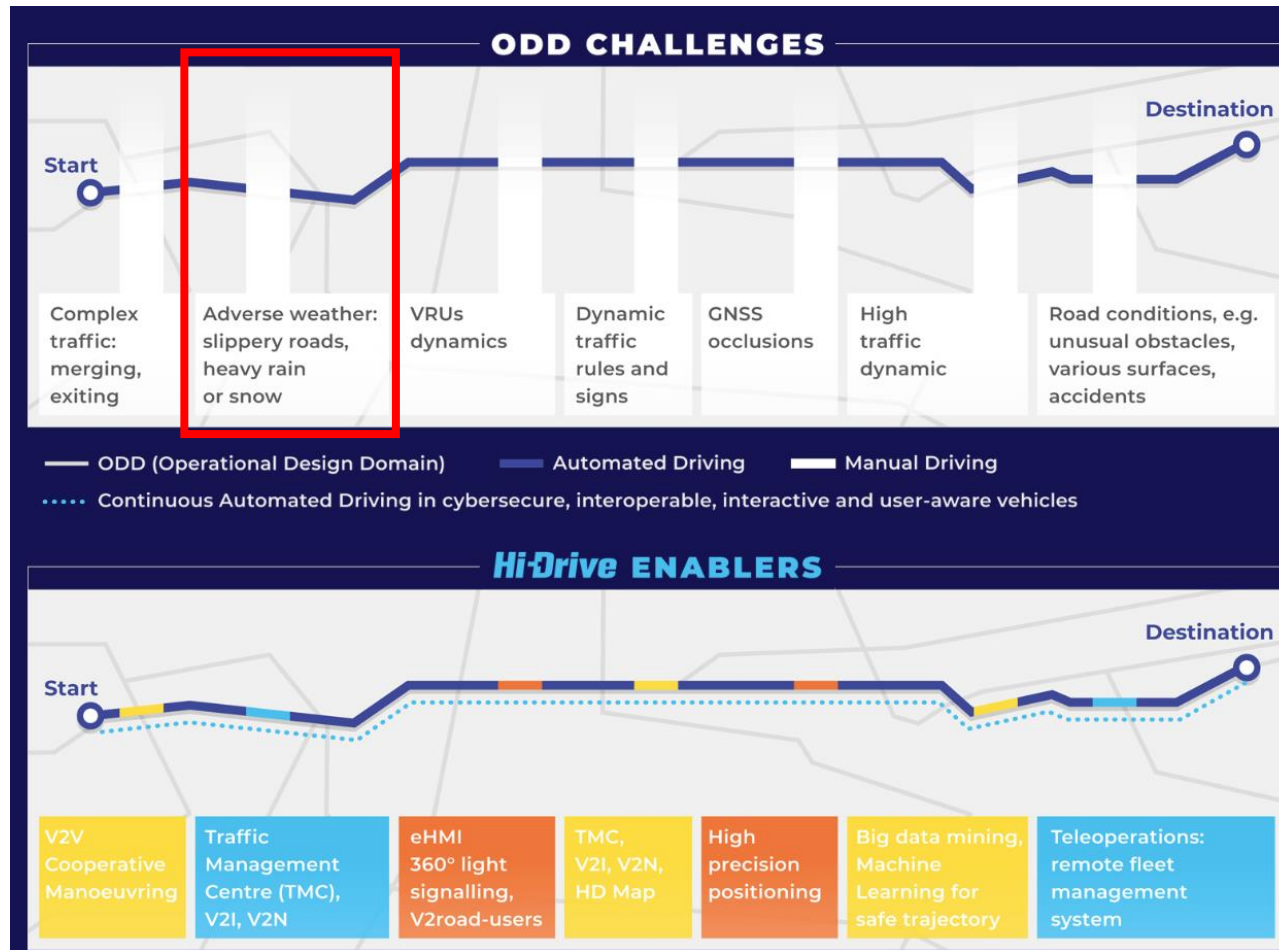 ODD CHALLENGES
Destination
Start
Complex
traffic:
merging,
exiting
Adverse weather:
slippery roads,
heavy rain
or snow
VRUs
dynamics
Dynamic
traffic
rules and
signs
GNSS
occlusions
High
traffic
dynamic
Road conditions, e.g.
unusual obstacles,
various surfaces,
accidents
ODD (Operational Design Domain) Automated Driving Manual Driving
Continuous Automated Driving in cybersecure, interoperable, interactive and user-aware vehicles
Hi-Drive ENABLERS
Destination
Start
V2V
Cooperative
Manoeuvring
Traffic
Management
Centre (TMC),
V2I, V2N
eHMI
360° light
signalling,
V2road-users
TMC,
V2I, V2N,
HD Map
High
precision
positioning
Big data mining,
Machine
Learning for
safe trajectory
Teleoperations:
remote fleet
management
system